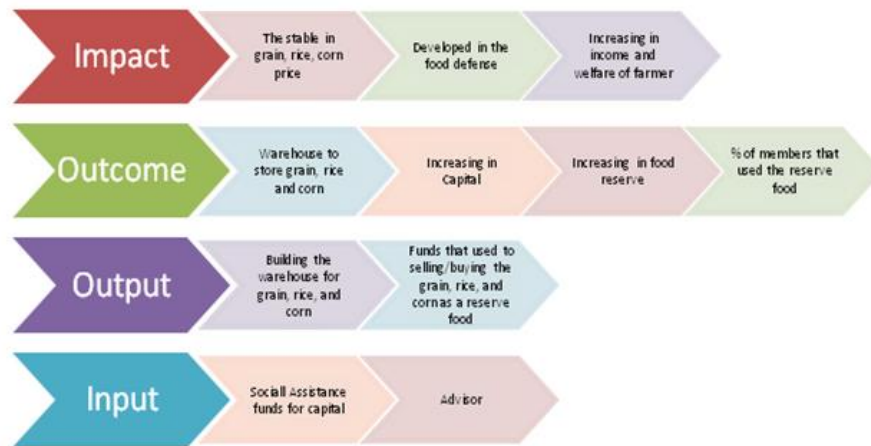 Impact
The stable in
grain, rice, corn
price
Developed in the
food defense
Increasing in
income and
welfare of farmer
Outcome
Warehouse to
store grain, rice
and corn
Increasing in
Capital
Increasing in food
reserve
% of members that
used the reserve
food
Output
Building the
warehouse for
grain, rice, and
corn
Funds that used to
selling/buying the
grain, rice, and
corn as a reserve
food
Input
Sociall Assistance
funds for capital
Advisor